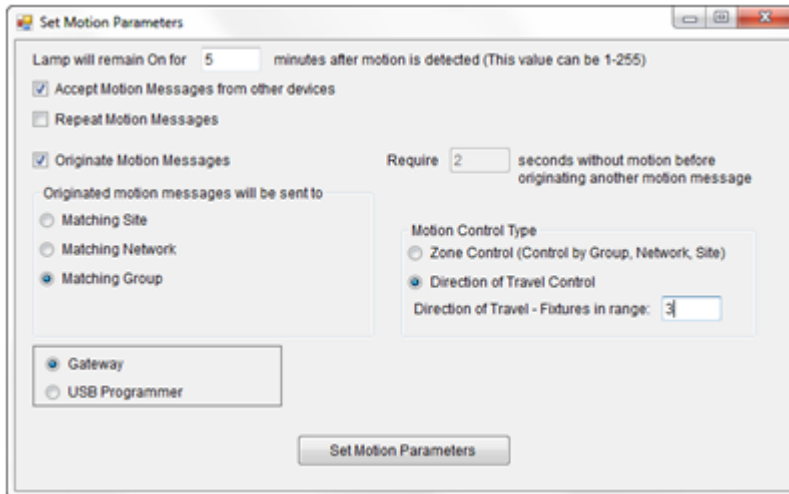 Set Motion Parameters
Lamp will remain On for 5 minutes after motion is detected (This value can be 1-255)
Accept Motion Messages from other devices
Repeat Motion Messages
Originate Motion Messages
Require 2 seconds without motion before
originating another motion message
Originated motion messages will be sent to
Matching Site
Matching Network
Matching Group
Motion Control Type
Zone Control (Control by Group, Network, Site)
Direction of Travel Control
Direction of Travel - Fixtures in range: 3
Gateway
USB Programmer
Set Motion Parameters